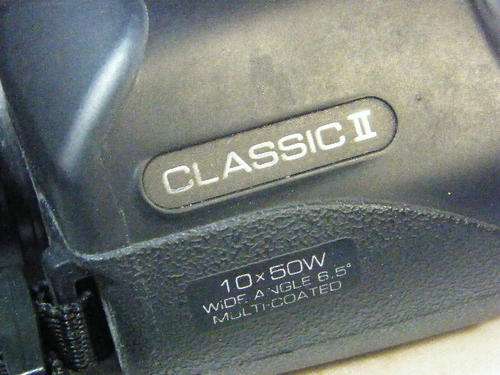 CLASSIC II
10×50W
WIDE ANGLE 6.5°
MULTI-COATED